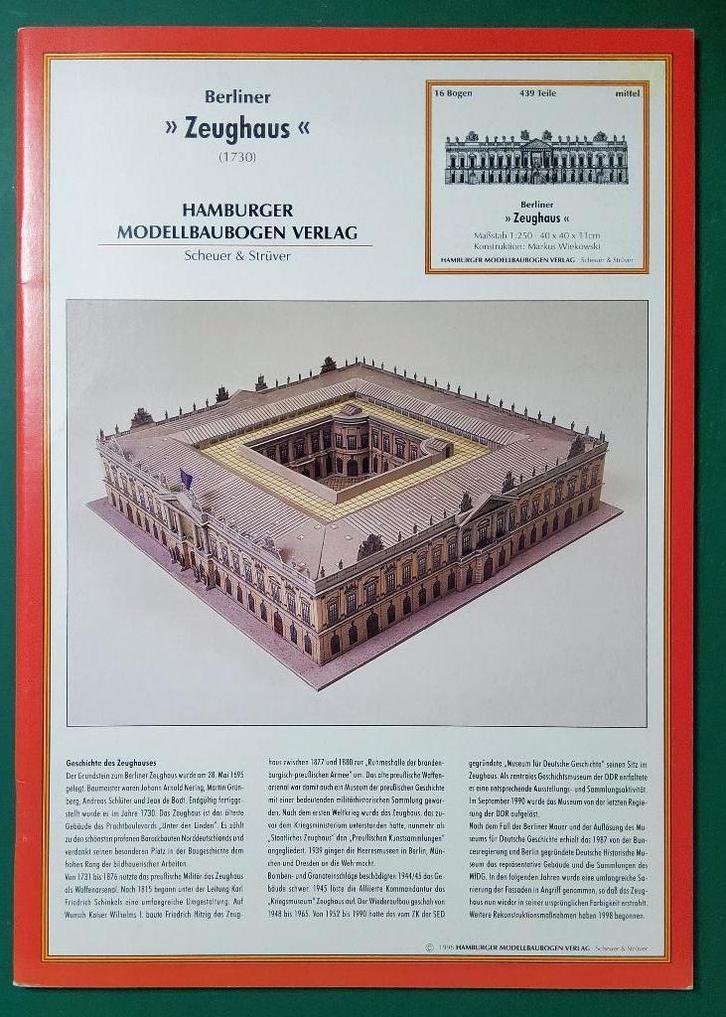 Berliner
» Zeughaus «
(1730)
HAMBURGER
MODELLBAUBOGEN VERLAG
Scheuer & Strüver
16 Bogen 439 Teile mittel
Berliner
» Zeughaus «
Maßstab 1:250 - 40 x 40 x 11cm
Konstruktion: Markus Wiekowski
HAMBURGER MODELLBAUBOGEN VERLAG Scheuer & Strüver
Geschichte des Zeughauses
Der Grundstein zum Berliner Zeughaus wurde am 28. Mai 1695
gelegt. Baumeister waren Johann Arnold Nering, Martin Grün-
berg, Andreas Schlüter und Jean de Bodt. Endgültig fertigge-
stellt wurde es im Jahre 1730. Das Zeughaus ist das älteste
Gebäude des Prachtboulevards „Unter den Linden". Es zählt
zu den schönsten profanen Barockbauten Norddeutschlands und
verdankt seinen besonderen Platz in der Baugeschichte dem
hohen Rang der bildhauerischen Arbeiten.
Von 1731 bis 1876 nutzte das preußische Militär das Zeughaus
als Waffenarsenal. Nach 1815 begann unter der Leitung Karl
Friedrich Schinkels eine umfangreiche Umgestaltung. Auf
Wunsch Kaiser Wilhelms I. baute Friedrich Hitzig das Zeug-
haus zwischen 1877 und 1880 zur „Ruhmeshalle der branden-
burgisch-preußischen Armee" um. Das alte preußische Waffen-
arsenal war damit auch ein Museum der preußischen Geschichte
mit einer bedeutenden militärhistorischen Sammlung gewor-
den. Nach dem ersten Weltkrieg wurde das Zeughaus, das zu-
vor dem Kriegsministerium unterstanden hatte, nunmehr als
„Staatliches Zeughaus" den „Preußischen Kunstsammlungen"
angegliedert. 1939 gingen die Heeresmuseen in Berlin, Mün-
chen und Dresden an die Wehrmacht.
Bomben- und Granateinschläge beschädigten 1944/45 das Ge-
bäude schwer. 1945 löste die Alliierte Kommandantur das
„Kriegsmuseum" Zeughaus auf. Der Wiederaufbau geschah von
1948 bis 1965. Von 1952 bis 1990 hatte das vom ZK der SED
gegründete „Museum für Deutsche Geschichte" seinen Sitz im
Zeughaus. Als zentrales Geschichtsmuseum der DDR entfaltete
es eine entsprechende Ausstellungs- und Sammlungsaktivität.
Im September 1990 wurde das Museum von der letzten Regie-
rung der DDR aufgelöst.
Nach dem Fall der Berliner Mauer und der Auflösung des Mu-
seums für Deutsche Geschichte erhielt das 1987 von der Bun-
desregierung und Berlin gegründete Deutsche Historische Mu-
seum das repräsentative Gebäude und die Sammlungen des
MfDG. In den folgenden Jahren wurde eine umfangreiche Sa-
nierung der Fassaden in Angriff genommen, so daß das Zeug-
haus nun wieder in seiner ursprünglichen Farbigkeit erstrahlt.
Weitere Rekonstruktionsmaßnahmen haben 1998 begonnen.
© 1998 HAMBURGER MODELLBAUBOGEN VERLAG Scheuer & Strüver